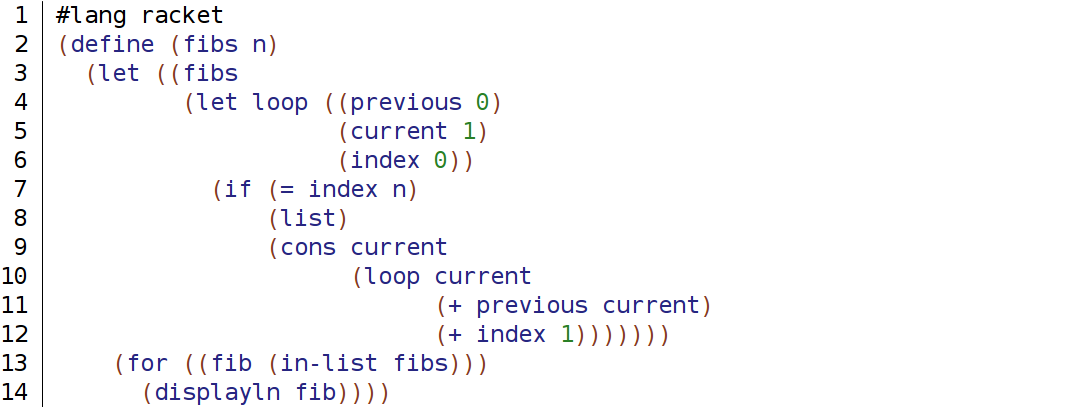 1 #lang racket
2 (define (fibs n)
3   (let ((fibs
4          (let loop ((previous 0)
5                     (current 1)
6                     (index 0))
7            (if (= index n)
8                (list)
9                (cons current
10                     (loop current
11                           (+ previous current)
12                           (+ index 1)))))))
13     (for ((fib (in-list fibs)))
14       (displayln fib))))